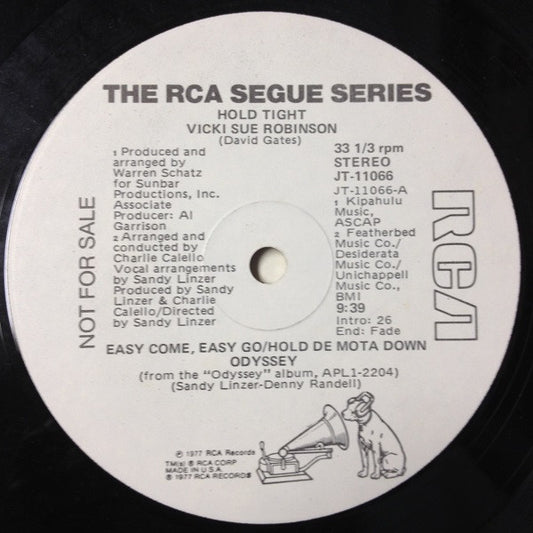 THE RCA SEGUE SERIES
HOLD TIGHT
VICKI SUE ROBINSON
(David Gates)
1 Produced and
arranged by
Warren Schatz
for Sunbar
Productions, Inc.
Associate
Producer: Al
Garrison
2 Arranged and
conducted by
Charlie Calello
Vocal arrangements
by Sandy Linzer
Produced by Sandy
Linzer & Charlie
Calello/Directed
by Sandy Linzer
33 1/3 rpm
STEREO
JT-11066
JT-11066-A
1 Kipahulu
Music,
ASCAP
2 Featherbed
Music Co./
Desiderata
Music Co./
Unichappell
Music Co.,
BMI
9:39
Intro: 26
End: Fade
NOT FOR SALE
RCA
EASY COME, EASY GO/HOLD DE MOTA DOWN
ODYSSEY
(from the "Odyssey" album, APL1-2204)
(Sandy Linzer-Denny Randell)
℗ 1977 RCA Records
TM(s) ® RCA CORP
MADE IN U.S.A.
© 1977 RCA RECORDS